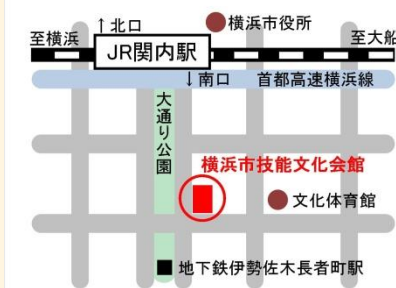 ↑北口
横浜市役所
至横浜
JR関内駅
至大船
↓南口
首都高速横浜線
大通り公園
横浜市技能文化会館
文化体育館
地下鉄伊勢佐木長者町駅